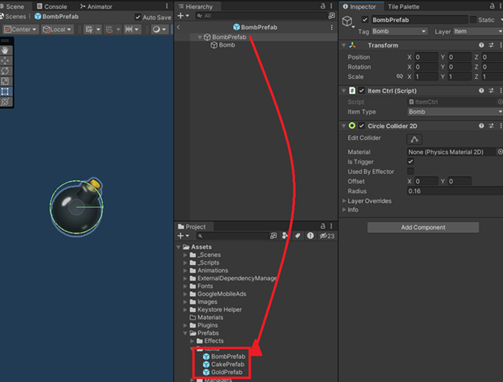 Scene
Console
Animator
Scenes
BombPrefab
Auto Save
Center
Local
Hierarchy
All
BombPrefab
BombPrefab
Bomb
Project
23
Assets
_Scenes
_Scripts
Animations
ExternalDependencyManage
Fonts
GoogleMobileAds
Images
Keystore Helper
Materials
Plugins
Prefabs
Effects
BombPrefab
CakePrefab
GoldPrefab
Managers
Inspector
Tile Palette
BombPrefab
Static
Tag Bomb Layer Item
Transform
Position X 0 Y 0 Z 0
Rotation X 0 Y 0 Z 0
Scale X 1 Y 1 Z 1
Item Ctrl (Script)
Script ItemCtrl
Item Type Bomb
Circle Collider 2D
Edit Collider
Material None (Physics Material 2D)
Is Trigger
Used By Effector
Offset X 0 Y 0
Radius 0.16
Layer Overrides
Info
Add Component